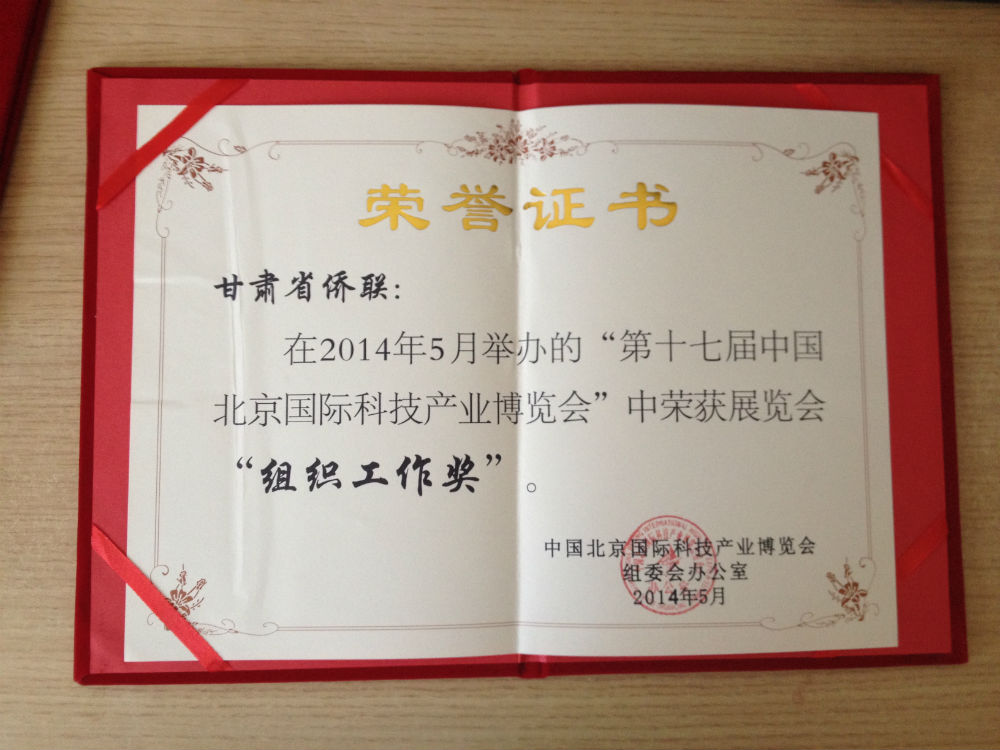 荣誉证书
甘肃省侨联：
在2014年5月举办的“第十七届中国
北京国际科技产业博览会”中荣获展览会
“组织工作奖”。
中国北京国际科技产业博览会
组委会办公室
2014年5月